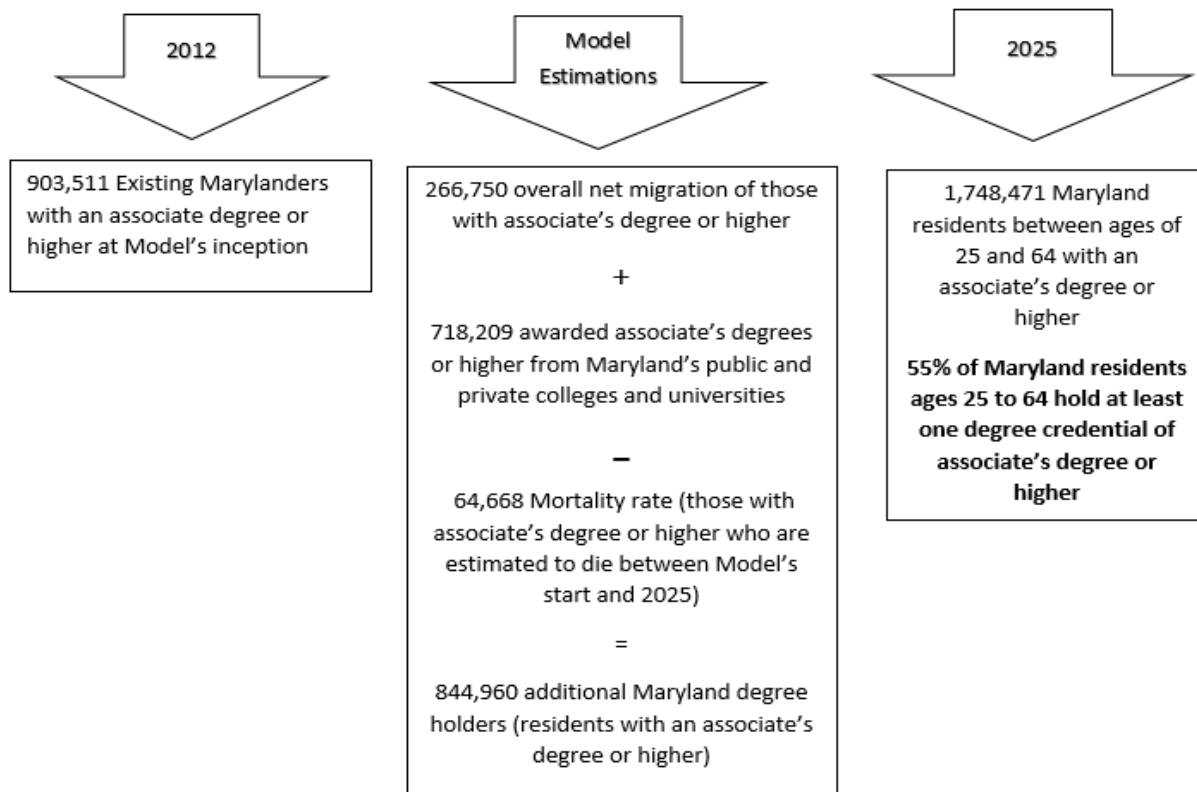 2012
903,511 Existing Marylanders
with an associate degree or
higher at Model's inception
Model
Estimations
266,750 overall net migration of those
with associate's degree or higher
+
718,209 awarded associate's degrees
or higher from Maryland's public and
private colleges and universities
–
64,668 Mortality rate (those with
associate's degree or higher who are
estimated to die between Model's
start and 2025)
=
844,960 additional Maryland degree
holders (residents with an associate's
degree or higher)
2025
1,748,471 Maryland
residents between ages of
25 and 64 with an
associate's degree or
higher
55% of Maryland residents
ages 25 to 64 hold at least
one degree credential of
associate's degree or
higher